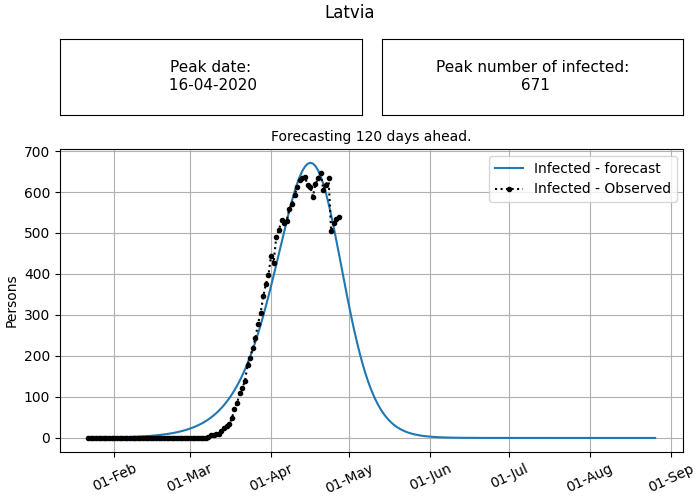 Latvia
Peak date:
16-04-2020
Peak number of infected:
671
Forecasting 120 days ahead.
Infected - forecast
Infected - Observed
Persons
700
600
500
400
300
200
100
0
01-Feb
01-Mar
01-Apr
01-May
01-Jun
01-Jul
01-Aug
01-Sep